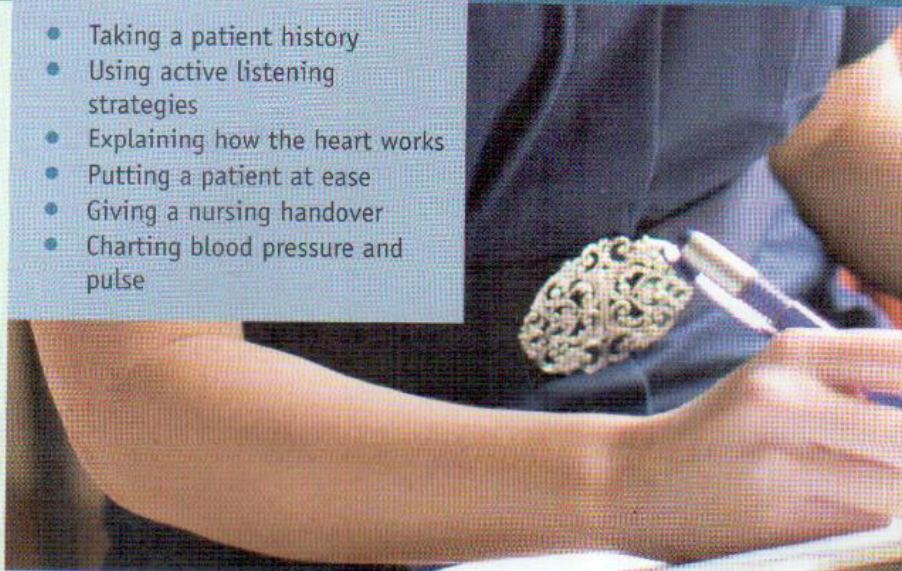 • Taking a patient history
• Using active listening
strategies
• Explaining how the heart works
• Putting a patient at ease
• Giving a nursing handover
• Charting blood pressure and
pulse